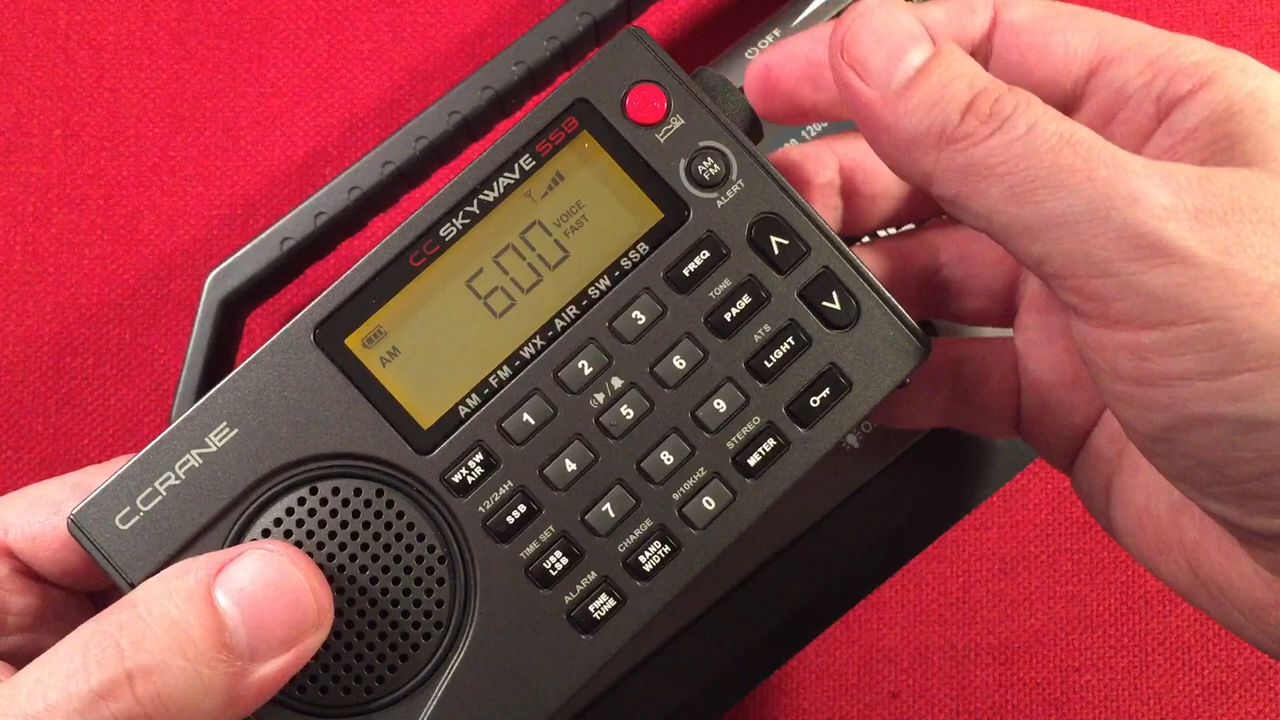 OFF
CC SKYWAVE SSB
AM
FM
ALERT
VOICE
FAST
600
AM
AM - FM - WX - AIR - SW - SSB
C.CRANE
FREQ
TONE
PAGE
ATS
LIGHT
1
2
3
4
5
6
7
8
9
0
STEREO
METER
9/10KHZ
WX SW
AIR
12/24H
SSB
TIME SET
USB
LSB
CHARGE
BAND
WIDTH
ALARM
FINE
TUNE